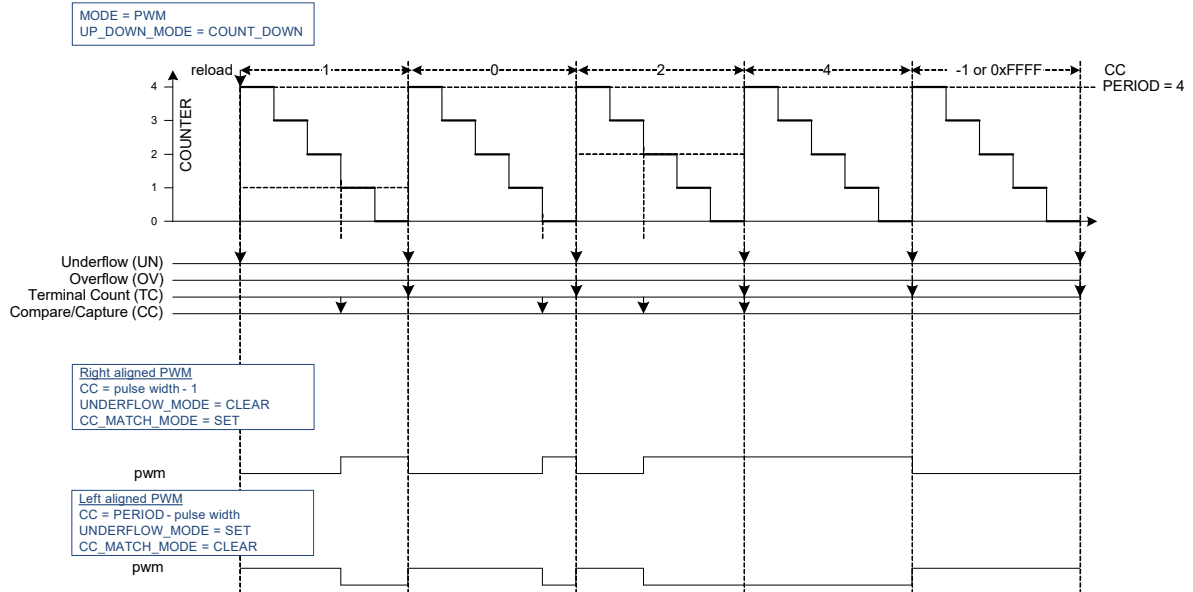 MODE = PWM
UP_DOWN_MODE = COUNT_DOWN
reload 1 0 2 4 -1 or 0xFFFF CC
PERIOD = 4
4
3
2
1
0
COUNTER
Underflow (UN)
Overflow (OV)
Terminal Count (TC)
Compare/Capture (CC)
Right aligned PWM
CC = pulse width - 1
UNDERFLOW_MODE = CLEAR
CC_MATCH_MODE = SET
pwm
Left aligned PWM
CC = PERIOD - pulse width
UNDERFLOW_MODE = SET
CC_MATCH_MODE = CLEAR
pwm